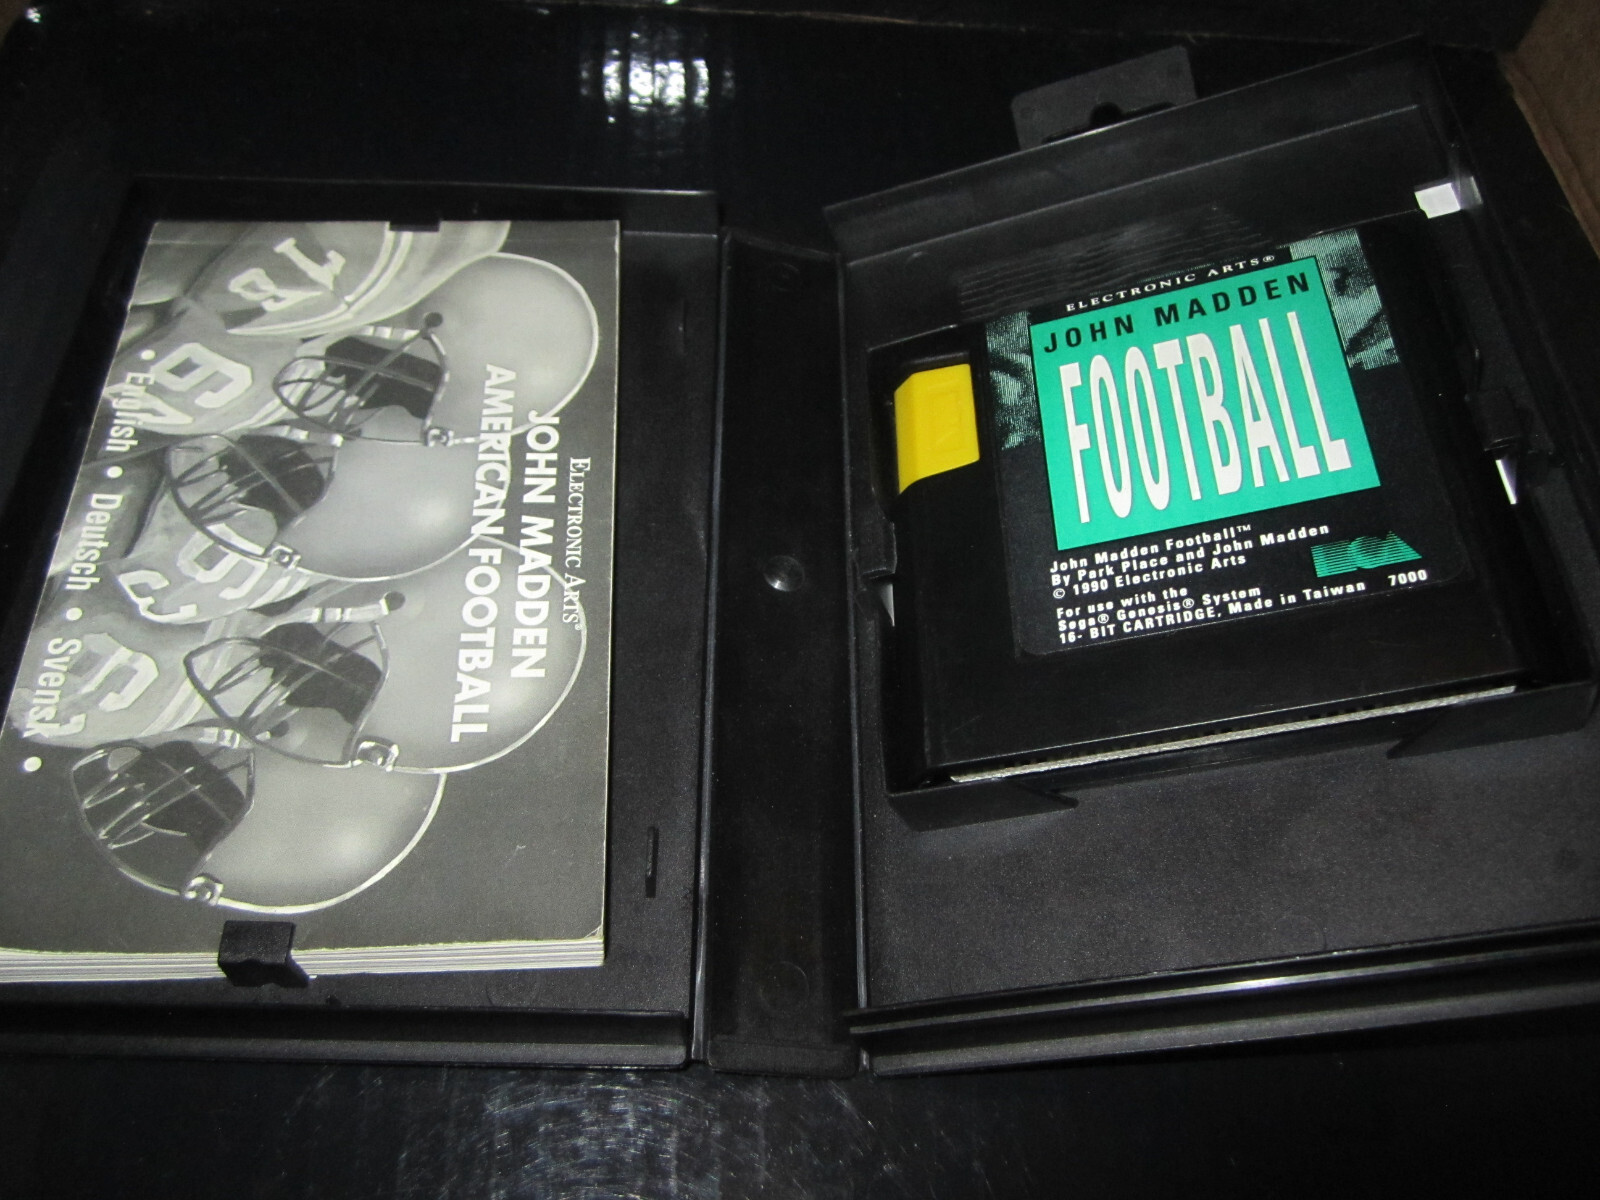 ELECTRONIC ARTS®
JOHN MADDEN
AMERICAN FOOTBALL
• English • Deutsch • Svensk •
ELECTRONIC ARTS®
JOHN MADDEN
FOOTBALL
John Madden Football™
By Park Place and John Madden
© 1990 Electronic Arts
For use with the
Sega® Genesis® System
16- BIT CARTRIDGE, Made in Taiwan 7000
EA